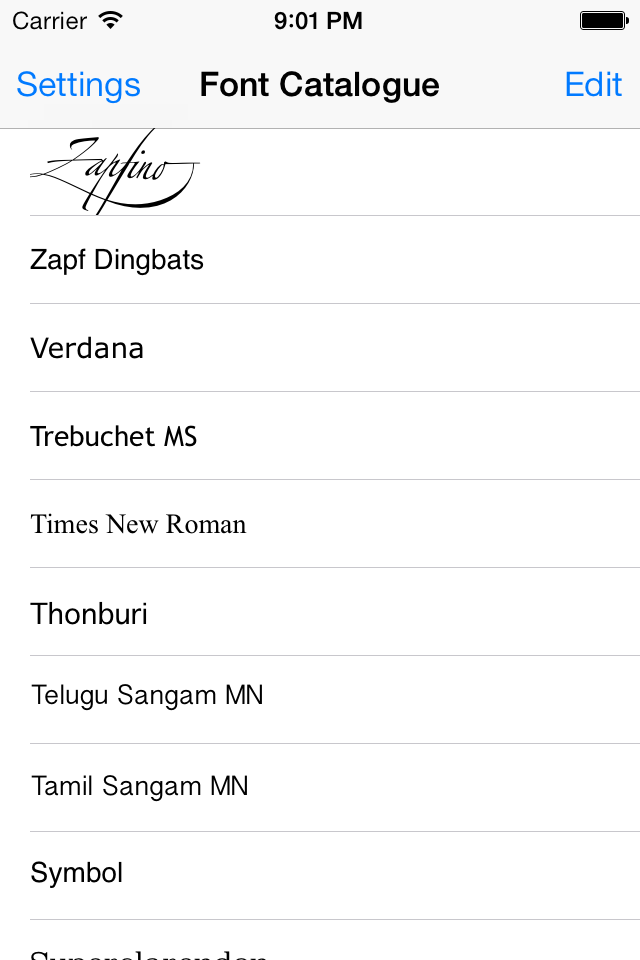 Carrier 9:01 PM
Settings Font Catalogue Edit
Zapfino
Zapf Dingbats
Verdana
Trebuchet MS
Times New Roman
Thonburi
Telugu Sangam MN
Tamil Sangam MN
Symbol
Superclarendon